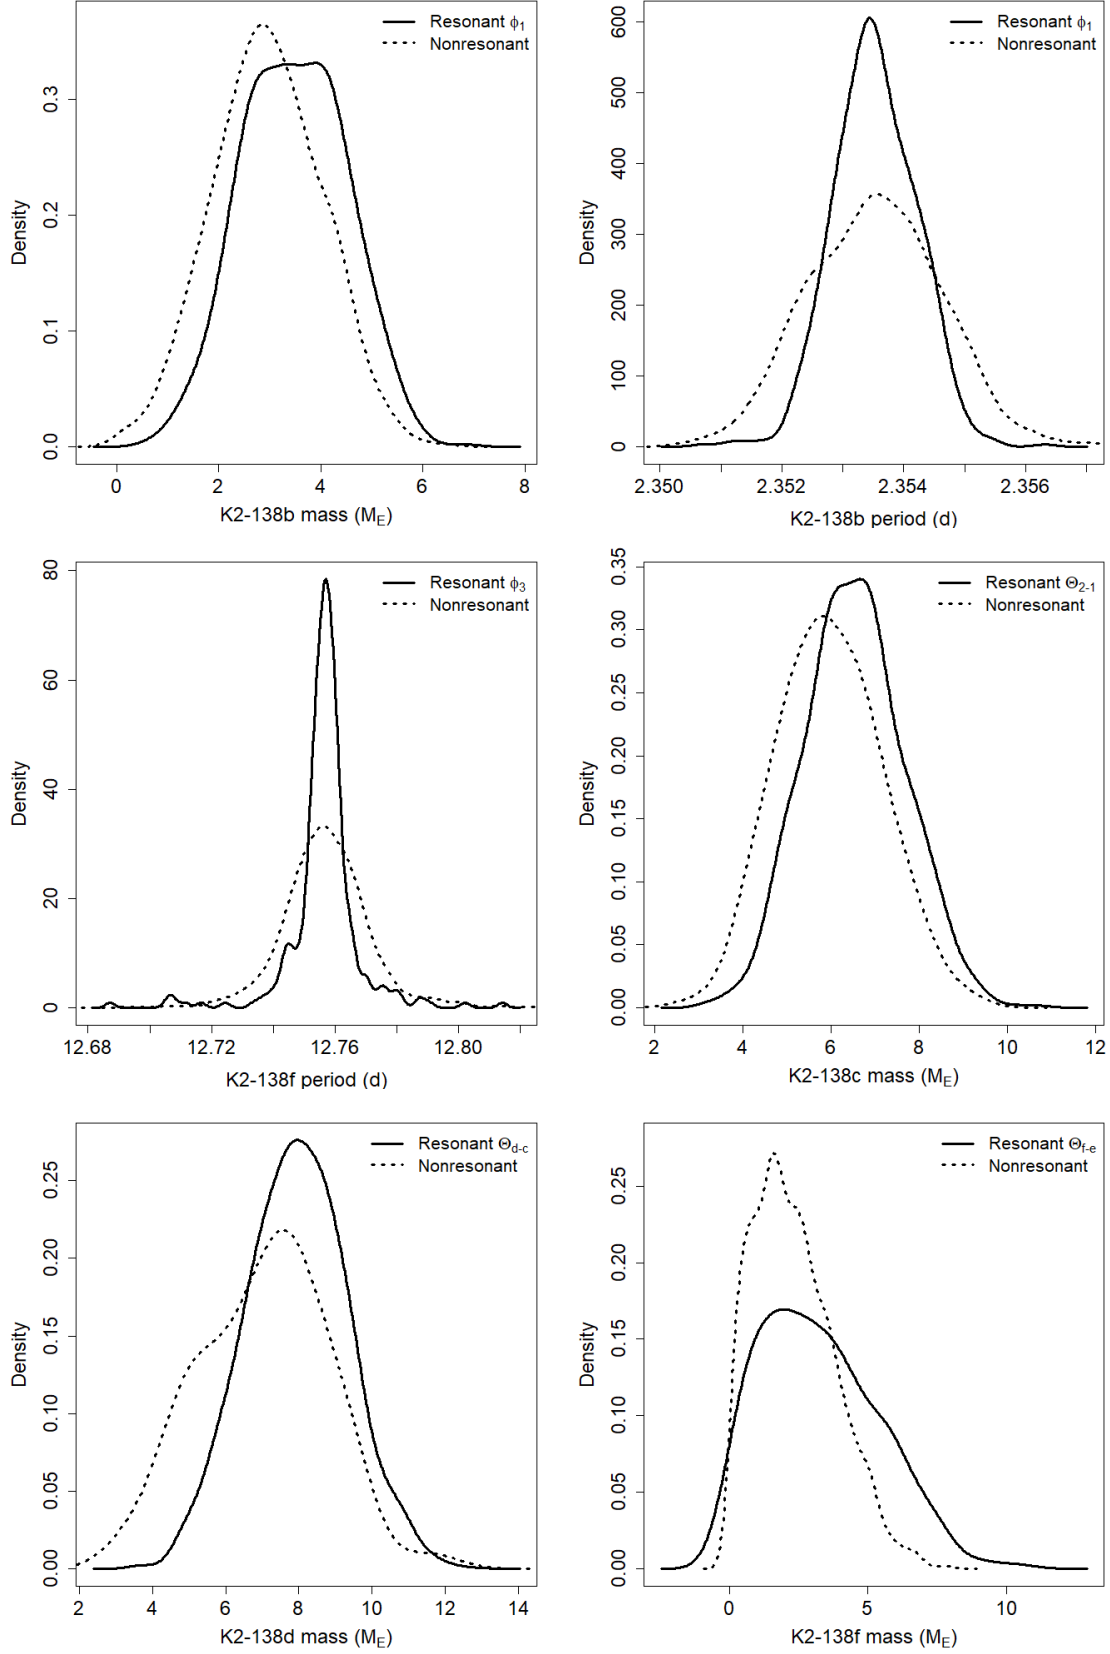 Resonant ϕ1
Nonresonant
Density
0.0 0.1 0.2 0.3
0 2 4 6 8
K2-138b mass (ME)
Resonant ϕ1
Nonresonant
Density
0 100 200 300 400 500 600
2.350 2.352 2.354 2.356
K2-138b period (d)
Resonant ϕ3
Nonresonant
Density
0 20 40 60 80
12.68 12.72 12.76 12.80
K2-138f period (d)
Resonant Θ2-1
Nonresonant
Density
0.00 0.05 0.10 0.15 0.20 0.25 0.30 0.35
2 4 6 8 10 12
K2-138c mass (ME)
Resonant Θd-c
Nonresonant
Density
0.00 0.05 0.10 0.15 0.20 0.25
2 4 6 8 10 12 14
K2-138d mass (ME)
Resonant Θf-e
Nonresonant
Density
0.00 0.05 0.10 0.15 0.20 0.25
0 5 10
K2-138f mass (ME)